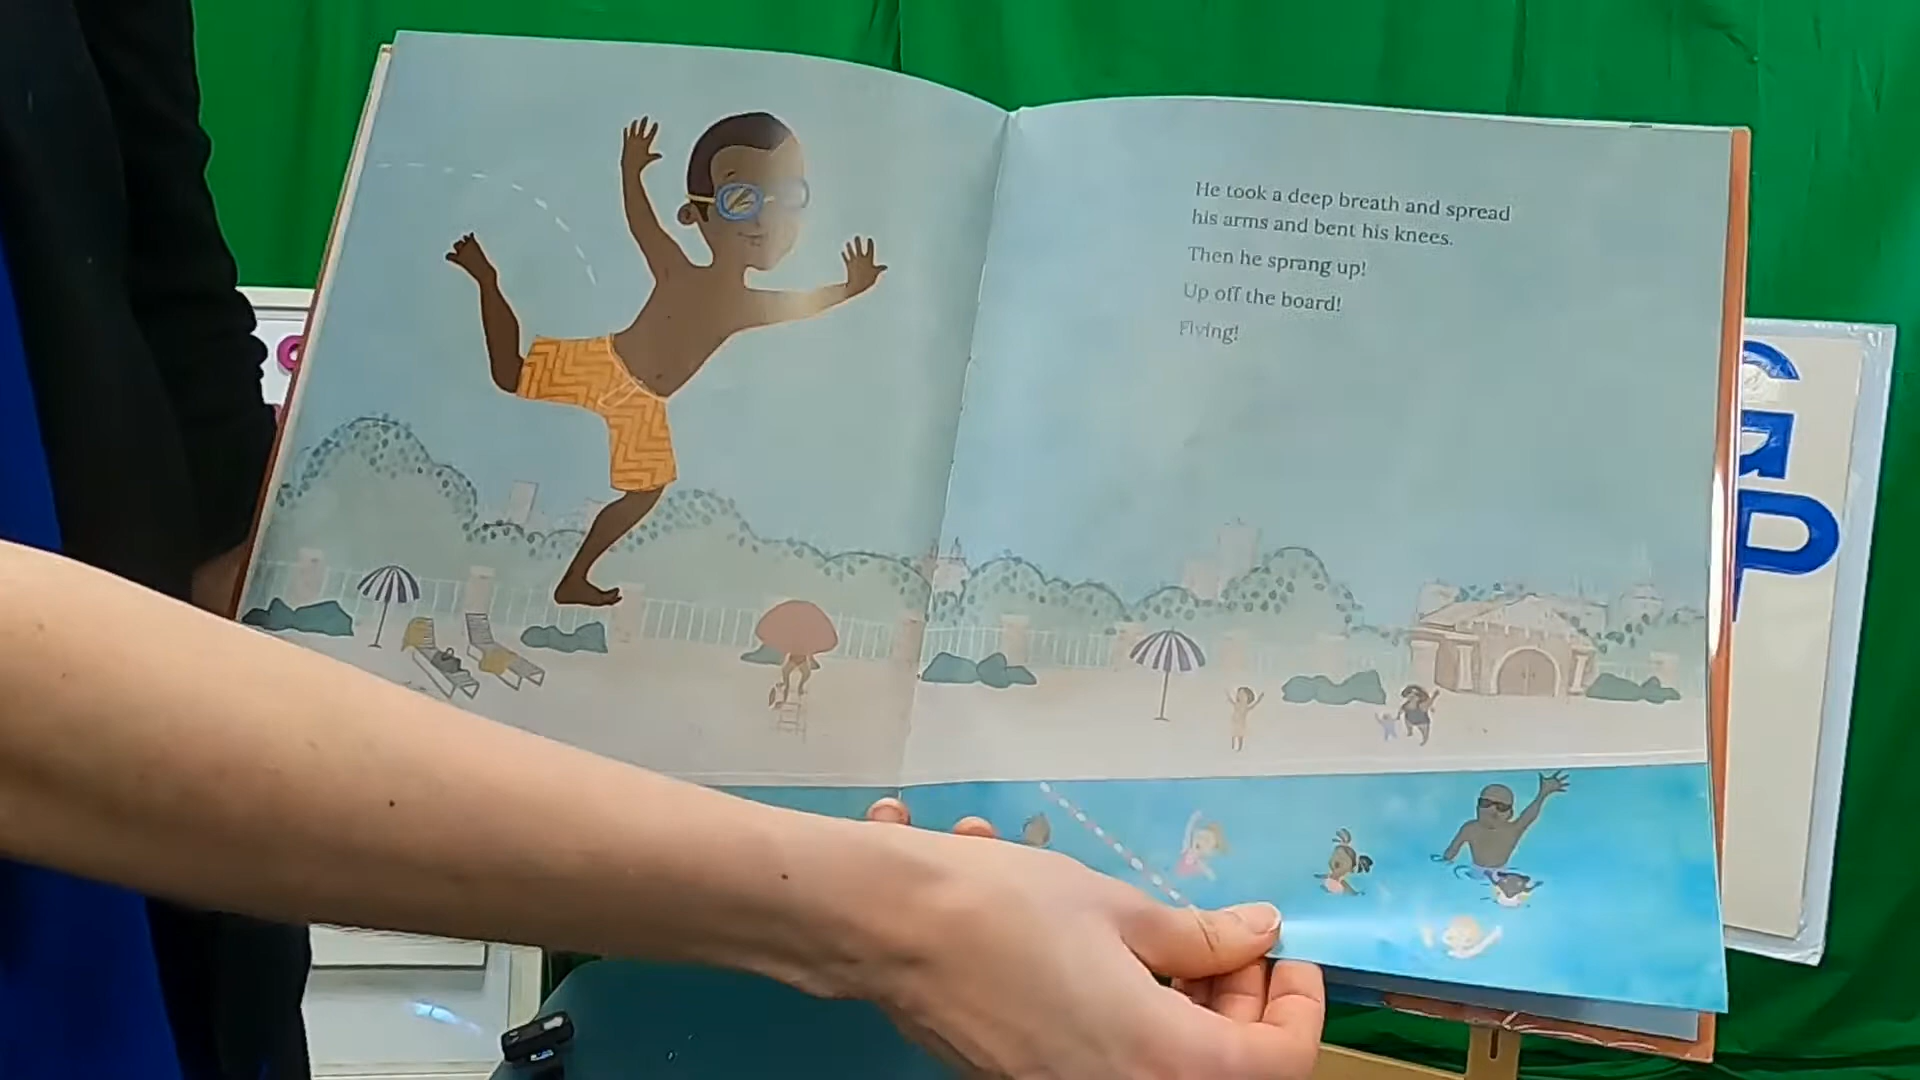 He took a deep breath and spread
his arms and bent his knees.
Then he sprang up!
Up off the board!
Flying!